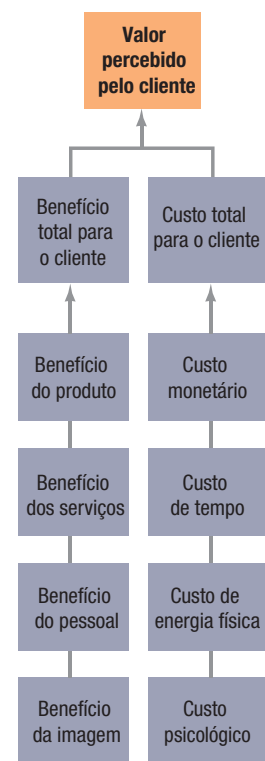 Valor
percebido
pelo cliente
Benefício
total para
o cliente
Custo total
para o cliente
Benefício
do produto
Custo
monetário
Benefício
dos serviços
Custo
de tempo
Benefício
do pessoal
Custo de
energia física
Benefício
da imagem
Custo
psicológico